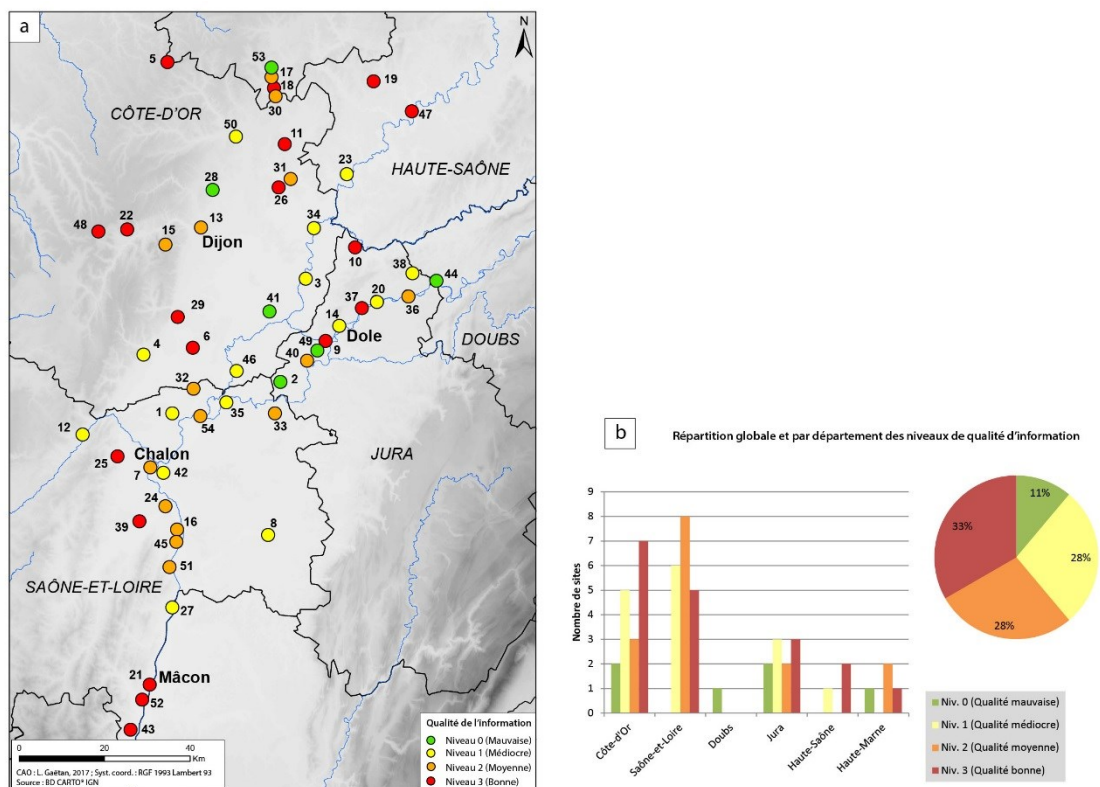 a
N
53
5
17
18
19
30
47
CÔTE-D'OR
50
11
23
HAUTE-SAÔNE
31
28
26
34
48
22
13
15
Dijon
10
38
44
3
20
37
36
41
29
14
Dole
DOUBS
4
6
49
9
46
40
32
2
1
35
33
54
12
Chalon
25
7
42
JURA
24
8
39
16
45
51
SAÔNE-ET-LOIRE
27
21
Mâcon
52
43
Qualité de l'information
Niveau 0 (Mauvaise)
Niveau 1 (Médiocre)
Niveau 2 (Moyenne)
Niveau 3 (Bonne)
0 20 40
Km
CAO : L. Gaëtan, 2017 ; Syst. coord. : RGF 1993 Lambert 93
Source : BD CARTO® IGN
b
Répartition globale et par département des niveaux de qualité d'information
Nombre de sites
9
8
7
6
5
4
3
2
1
0
Côte-d'Or
Saône-et-Loire
Doubs
Jura
Haute-Saône
Haute-Marne
11%
33%
28%
28%
Niv. 0 (Qualité mauvaise)
Niv. 1 (Qualité médiocre)
Niv. 2 (Qualité moyenne)
Niv. 3 (Qualité bonne)